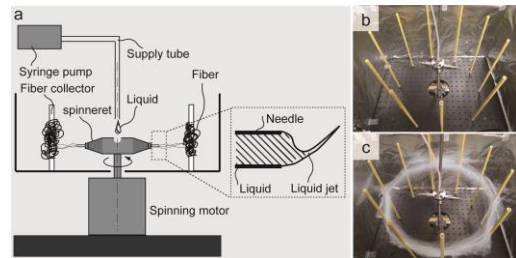 a
Supply tube
Syringe pump
Fiber collector
spinneret
Liquid
Fiber
Needle
Liquid
Liquid jet
Spinning motor
b
c